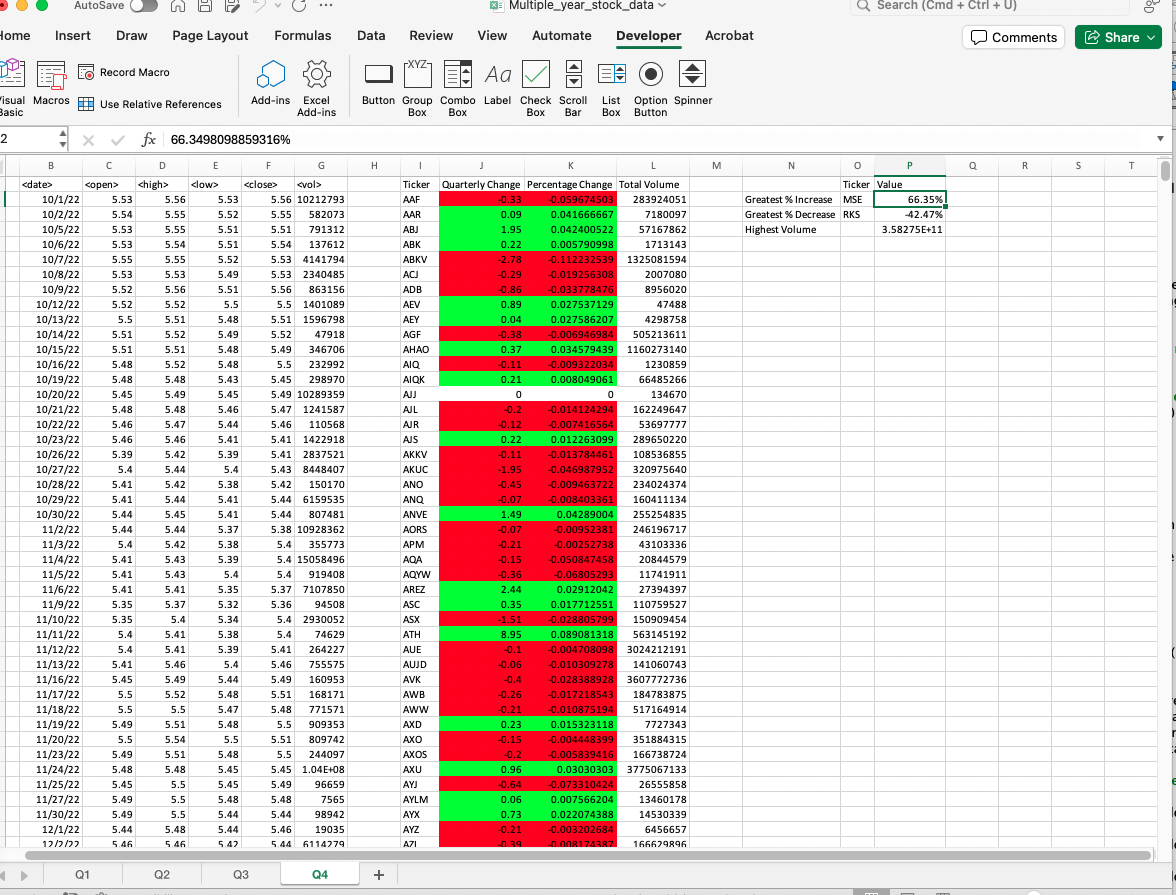 AutoSave
Multiple_year_stock_data
Search (Cmd + Ctrl + U)
Home Insert Draw Page Layout Formulas Data Review View Automate Developer Acrobat Comments Share
Visual Basic Macros Record Macro Use Relative References Add-ins Excel Add-ins Button Group Box Combo Box Label Check Box Scroll Bar List Box Option Button Spinner
XYZ Aa
2 fx 66.3498098859316%
B C D E F G H I J K L M N O P Q R S T
<date> <open> <high> <low> <close> <vol> Ticker Quarterly Change Percentage Change Total Volume Ticker Value
10/1/22 5.53 5.56 5.53 5.56 10212793 AAF -0.33 -0.059674503 283924051 Greatest % Increase MSE 66.35%
10/2/22 5.54 5.55 5.52 5.55 582073 AAR 0.09 0.041666667 7180097 Greatest % Decrease RKS -42.47%
10/5/22 5.53 5.55 5.51 5.51 791312 ABJ 1.95 0.042400522 57167862 Highest Volume 3.58275E+11
10/6/22 5.53 5.54 5.51 5.54 137612 ABK 0.22 0.005790998 1713143
10/7/22 5.55 5.55 5.52 5.53 4141794 ABKV -2.78 -0.112232539 1325081594
10/8/22 5.53 5.53 5.49 5.53 2340485 ACJ -0.29 -0.019256308 2007080
10/9/22 5.52 5.56 5.51 5.56 863156 ADB -0.86 -0.033778476 8956020
10/12/22 5.52 5.52 5.5 5.5 1401089 AEV 0.89 0.027537129 47488
10/13/22 5.5 5.51 5.48 5.51 1596798 AEY 0.04 0.027586207 4298758
10/14/22 5.51 5.52 5.49 5.52 47918 AGF -0.38 -0.006946984 505213611
10/15/22 5.51 5.51 5.48 5.49 346706 AHAO 0.37 0.034579439 1160273140
10/16/22 5.48 5.52 5.48 5.5 232992 AIQ -0.11 -0.009322034 1230859
10/19/22 5.48 5.48 5.43 5.45 298970 AIQK 0.21 0.008049061 66485266
10/20/22 5.45 5.49 5.45 5.49 10289359 AJJ 0 0 134670
10/21/22 5.48 5.48 5.46 5.47 1241587 AJL -0.2 -0.014124294 162249647
10/22/22 5.46 5.47 5.44 5.46 110568 AJR -0.12 -0.007416564 53697777
10/23/22 5.46 5.46 5.41 5.41 1422918 AJS 0.22 0.012263099 289650220
10/26/22 5.39 5.42 5.39 5.41 2837521 AKKV -0.11 -0.013784461 108536855
10/27/22 5.4 5.44 5.4 5.43 8448407 AKUC -1.95 -0.046987952 320975640
10/28/22 5.41 5.42 5.38 5.42 150170 ANO -0.45 -0.009463722 234024374
10/29/22 5.41 5.44 5.41 5.44 6159535 ANQ -0.07 -0.008403361 160411134
10/30/22 5.44 5.45 5.41 5.44 807481 ANVE 1.49 0.04289004 255254835
11/2/22 5.44 5.44 5.37 5.38 10928362 AORS -0.07 -0.00952381 246196717
11/3/22 5.4 5.42 5.38 5.4 355773 APM -0.21 -0.00252738 43103336
11/4/22 5.41 5.43 5.39 5.4 15058496 AQA -0.15 -0.050847458 20844579
11/5/22 5.41 5.43 5.4 5.4 919408 AQYW -0.36 -0.06805293 11741911
11/6/22 5.41 5.41 5.35 5.37 7107850 AREZ 2.44 0.02912042 27394397
11/9/22 5.35 5.37 5.32 5.36 94508 ASC 0.35 0.017712551 110759527
11/10/22 5.35 5.4 5.34 5.4 2930052 ASX -1.51 -0.028805799 150909454
11/11/22 5.4 5.41 5.38 5.4 74629 ATH 8.95 0.089081318 563145192
11/12/22 5.4 5.41 5.39 5.41 264227 AUE -0.1 -0.004708098 3024212191
11/13/22 5.41 5.46 5.4 5.46 755575 AUJD -0.06 -0.010309278 141060743
11/16/22 5.45 5.49 5.44 5.49 160953 AVK -0.4 -0.028388928 3607772736
11/17/22 5.5 5.52 5.48 5.51 168171 AWB -0.26 -0.017218543 184783875
11/18/22 5.5 5.5 5.47 5.48 771571 AWW -0.21 -0.010875194 517164914
11/19/22 5.49 5.51 5.48 5.5 909353 AXD 0.23 0.015323118 7727343
11/20/22 5.5 5.54 5.5 5.51 809742 AXO -0.15 -0.004448399 351884315
11/23/22 5.49 5.51 5.48 5.5 244097 AXOS -0.2 -0.005839416 166738724
11/24/22 5.48 5.48 5.45 5.45 1.04E+08 AXU 0.96 0.03030303 3775067133
11/25/22 5.45 5.5 5.45 5.49 96659 AYJ -0.64 -0.073310424 26555858
11/27/22 5.49 5.5 5.48 5.48 7565 AYLM 0.06 0.007566204 13460178
11/30/22 5.49 5.5 5.44 5.44 98942 AYX 0.73 0.022074388 14530339
12/1/22 5.44 5.48 5.44 5.46 19035 AYZ -0.21 -0.003202684 6456657
12/2/22 5.46 5.46 5.42 5.44 6114279 AZL -0.39 -0.008174387 166629896
Q1 Q2 Q3 Q4 +